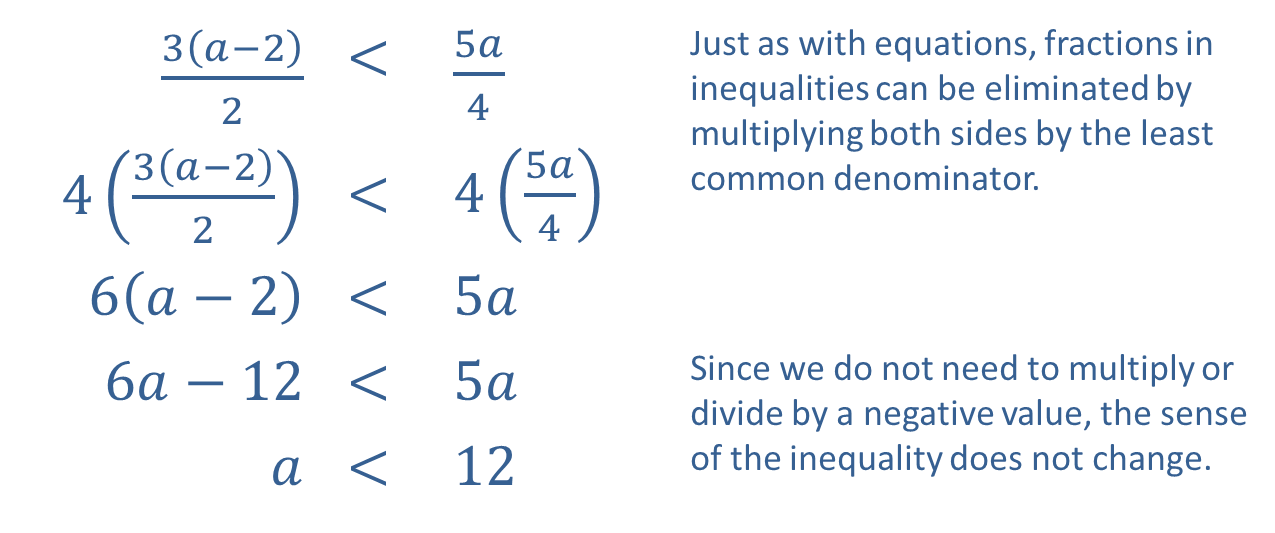 3(a−2)/2 < 5a/4
Just as with equations, fractions in
inequalities can be eliminated by
multiplying both sides by the least
common denominator.
4(3(a−2)/2) < 4(5a/4)
6(a − 2) < 5a
6a − 12 < 5a
Since we do not need to multiply or
divide by a negative value, the sense
of the inequality does not change.
a < 12